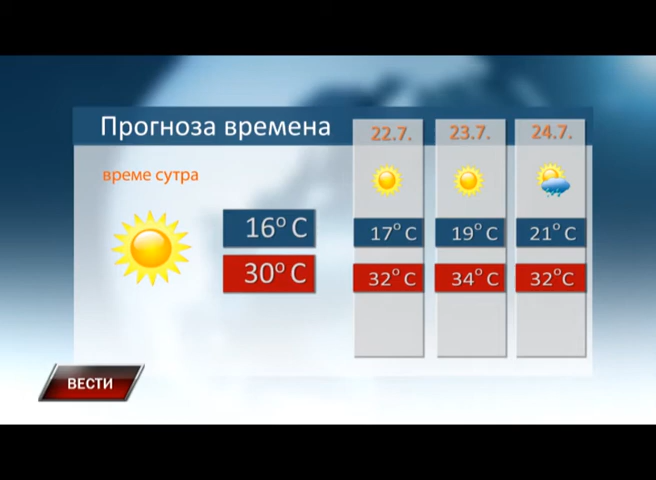 Прогноза времена
време сутра
16° C
30° C
22.7.
17° C
32° C
23.7.
19° C
34° C
24.7.
21° C
32° C
ВЕСТИ